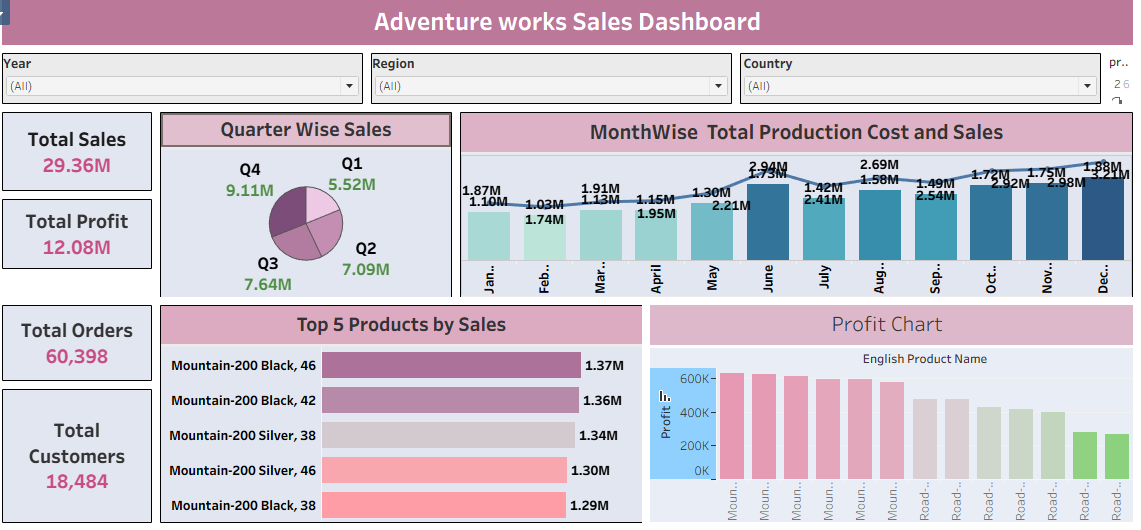 Adventure works Sales Dashboard
Year
(All)
Region
(All)
Country
(All)
pr..
2 6
Total Sales
29.36M
Total Profit
12.08M
Total Orders
60,398
Total
Customers
18,484
Quarter Wise Sales
Q4
9.11M
Q1
5.52M
Q3
7.64M
Q2
7.09M
MonthWise Total Production Cost and Sales
1.87M
1.10M
1.03M
1.74M
1.91M
1.13M
1.15M
1.95M
1.30M
2.21M
2.94M
1.73M
1.42M
2.41M
2.69M
1.58M
1.49M
2.54M
1.72M
2.92M
1.75M
2.98M
1.88M
3.21M
Jan..
Feb..
Mar..
April
May
June
July
Aug..
Sep..
Oct..
Nov..
Dec..
Top 5 Products by Sales
Mountain-200 Black, 46
1.37M
Mountain-200 Black, 42
1.36M
Mountain-200 Silver, 38
1.34M
Mountain-200 Silver, 46
1.30M
Mountain-200 Black, 38
1.29M
Profit Chart
English Product Name
Profit
600K
400K
200K
0K
Moun..
Moun..
Moun..
Moun..
Moun..
Moun..
Road-..
Road-..
Road-..
Road-..
Road-..
Road-..
Road-..